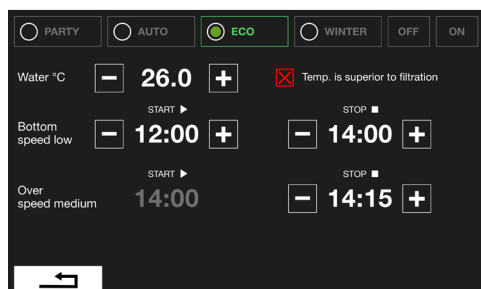 PARTY AUTO ECO WINTER OFF ON
Water °C − 26.0 + Temp. is superior to filtration
START STOP
Bottom
speed low − 12:00 + − 14:00 +
START STOP
Over
speed medium 14:00 − 14:15 +